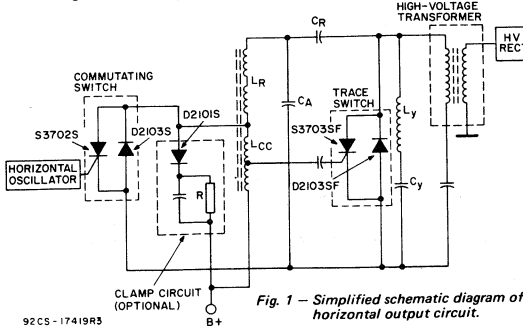 HIGH-VOLTAGE
TRANSFORMER
HV
RECT
CR
COMMUTATING
SWITCH
LR
CA
TRACE
SWITCH
S3702S
D2103S
D2101S
LCC
S3703SF
Ly
HORIZONTAL
OSCILLATOR
R
D2103SF
Cy
CLAMP CIRCUIT
(OPTIONAL)
B+
Fig. 1 — Simplified schematic diagram of
horizontal output circuit.
92CS-17419R3